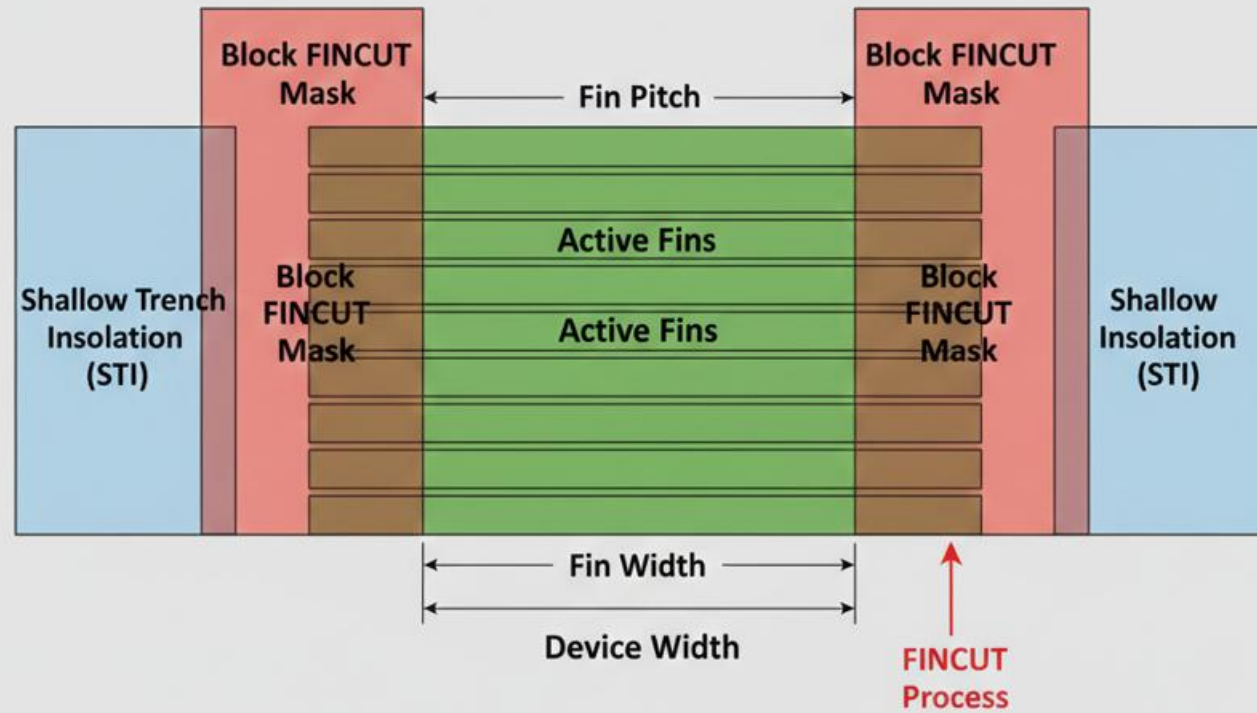 Block FINCUT
Mask
Block FINCUT
Mask
Fin Pitch
Active Fins
Shallow Trench
Insolation
(STI)
Block
FINCUT
Mask
Active Fins
Block
FINCUT
Mask
Shallow
Insolation
(STI)
Fin Width
Device Width
FINCUT
Process